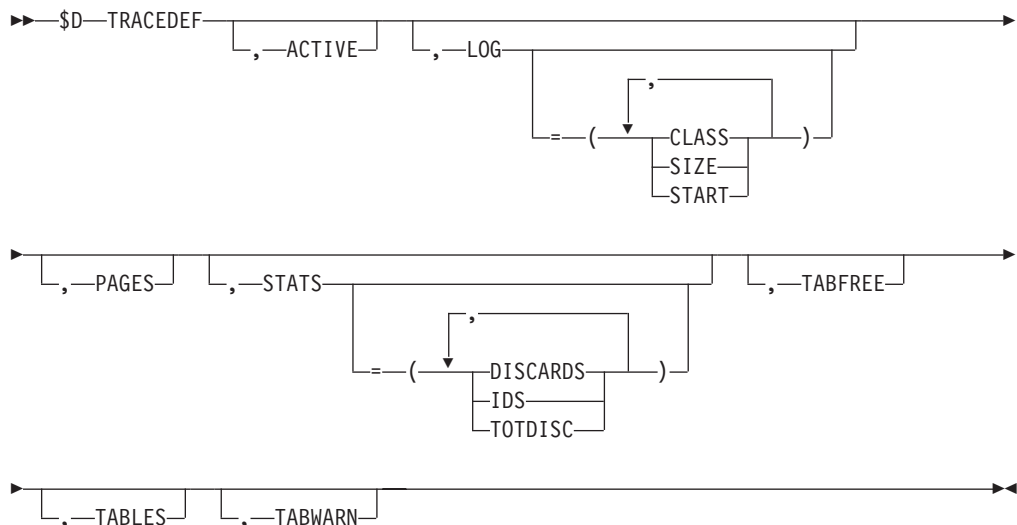 $D TRACEDEF
, ACTIVE , LOG
,
= ( CLASS )
SIZE
START
, PAGES , STATS , TABFREE
,
= ( DISCARDS )
IDS
TOTDISC
, TABLES , TABWARN